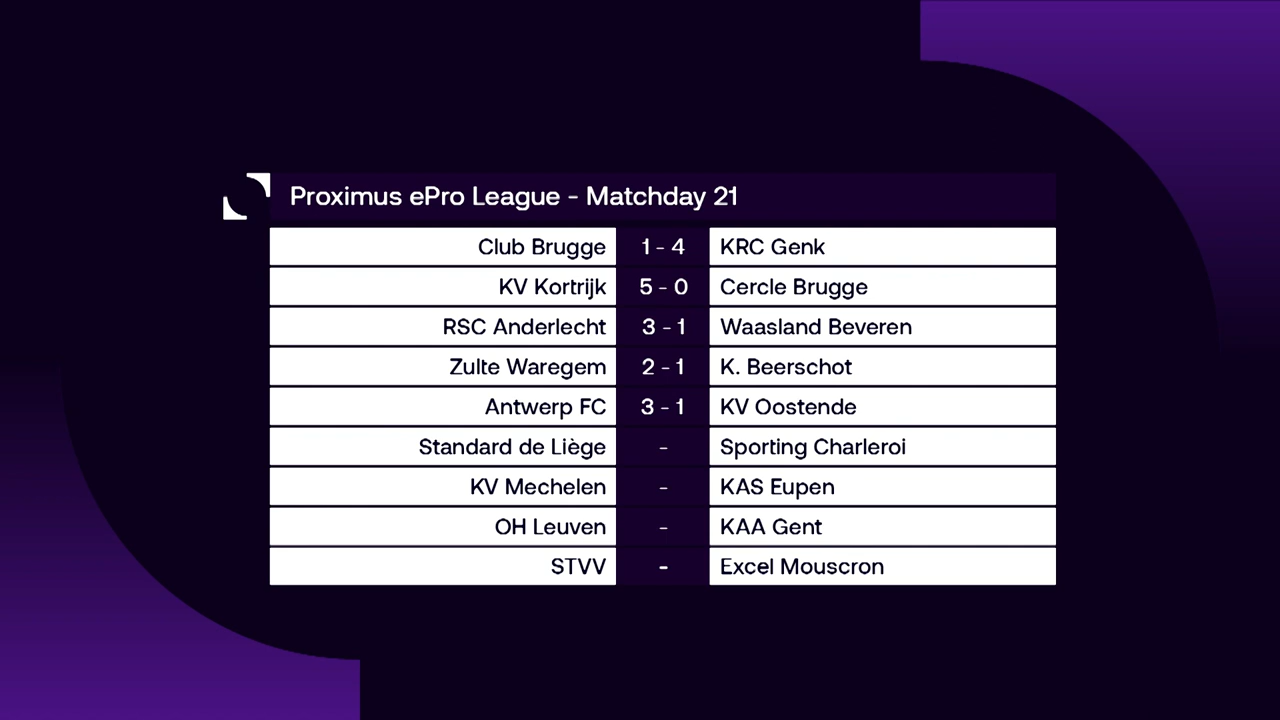 Proximus ePro League - Matchday 21
Club Brugge 1 - 4 KRC Genk
KV Kortrijk 5 - 0 Cercle Brugge
RSC Anderlecht 3 - 1 Waasland Beveren
Zulte Waregem 2 - 1 K. Beerschot
Antwerp FC 3 - 1 KV Oostende
Standard de Liège - Sporting Charleroi
KV Mechelen - KAS Eupen
OH Leuven - KAA Gent
STVV - Excel Mouscron